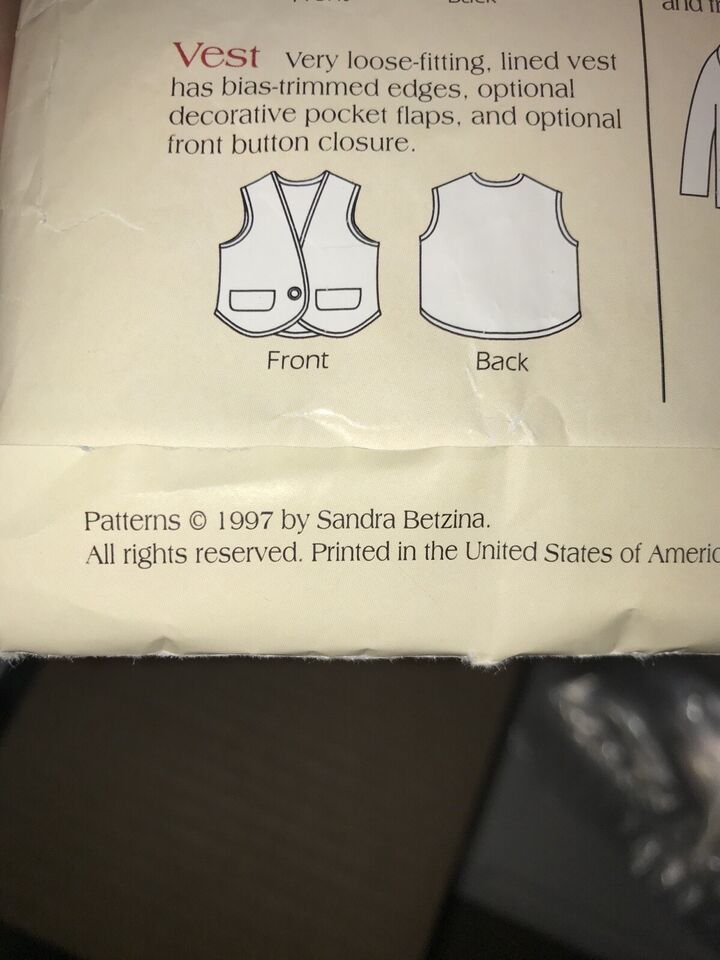 and
Vest Very loose-fitting, lined vest
has bias-trimmed edges, optional
decorative pocket flaps, and optional
front button closure.
Front Back
Patterns © 1997 by Sandra Betzina.
All rights reserved. Printed in the United States of